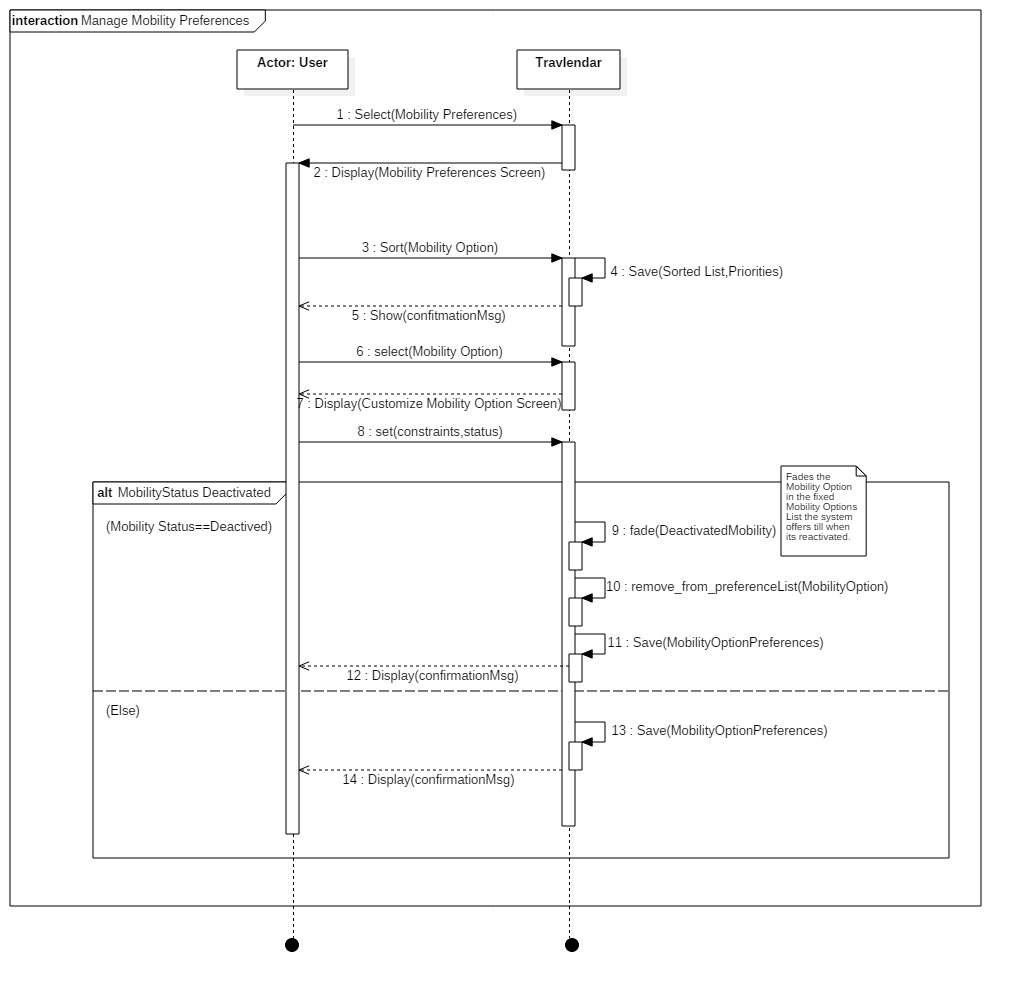 interaction Manage Mobility Preferences
Actor: User
Travlendar
1 : Select(Mobility Preferences)
2 : Display(Mobility Preferences Screen)
3 : Sort(Mobility Option)
4 : Save(Sorted List,Priorities)
5 : Show(confitmationMsg)
6 : select(Mobility Option)
7 : Display(Customize Mobility Option Screen)
8 : set(constraints,status)
alt MobilityStatus Deactivated
Fades the
Mobility Option
in the fixed
Mobility Options
List the system
offers till when
its reactivated.
(Mobility Status==Deactived)
9 : fade(DeactivatedMobility)
10 : remove_from_preferenceList(MobilityOption)
11 : Save(MobilityOptionPreferences)
12 : Display(confirmationMsg)
(Else)
13 : Save(MobilityOptionPreferences)
14 : Display(confirmationMsg)